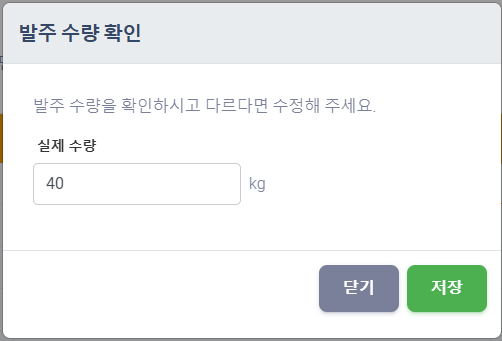 발주 수량 확인
발주 수량을 확인하시고 다르다면 수정해 주세요.
실제 수량
40 kg
닫기 저장